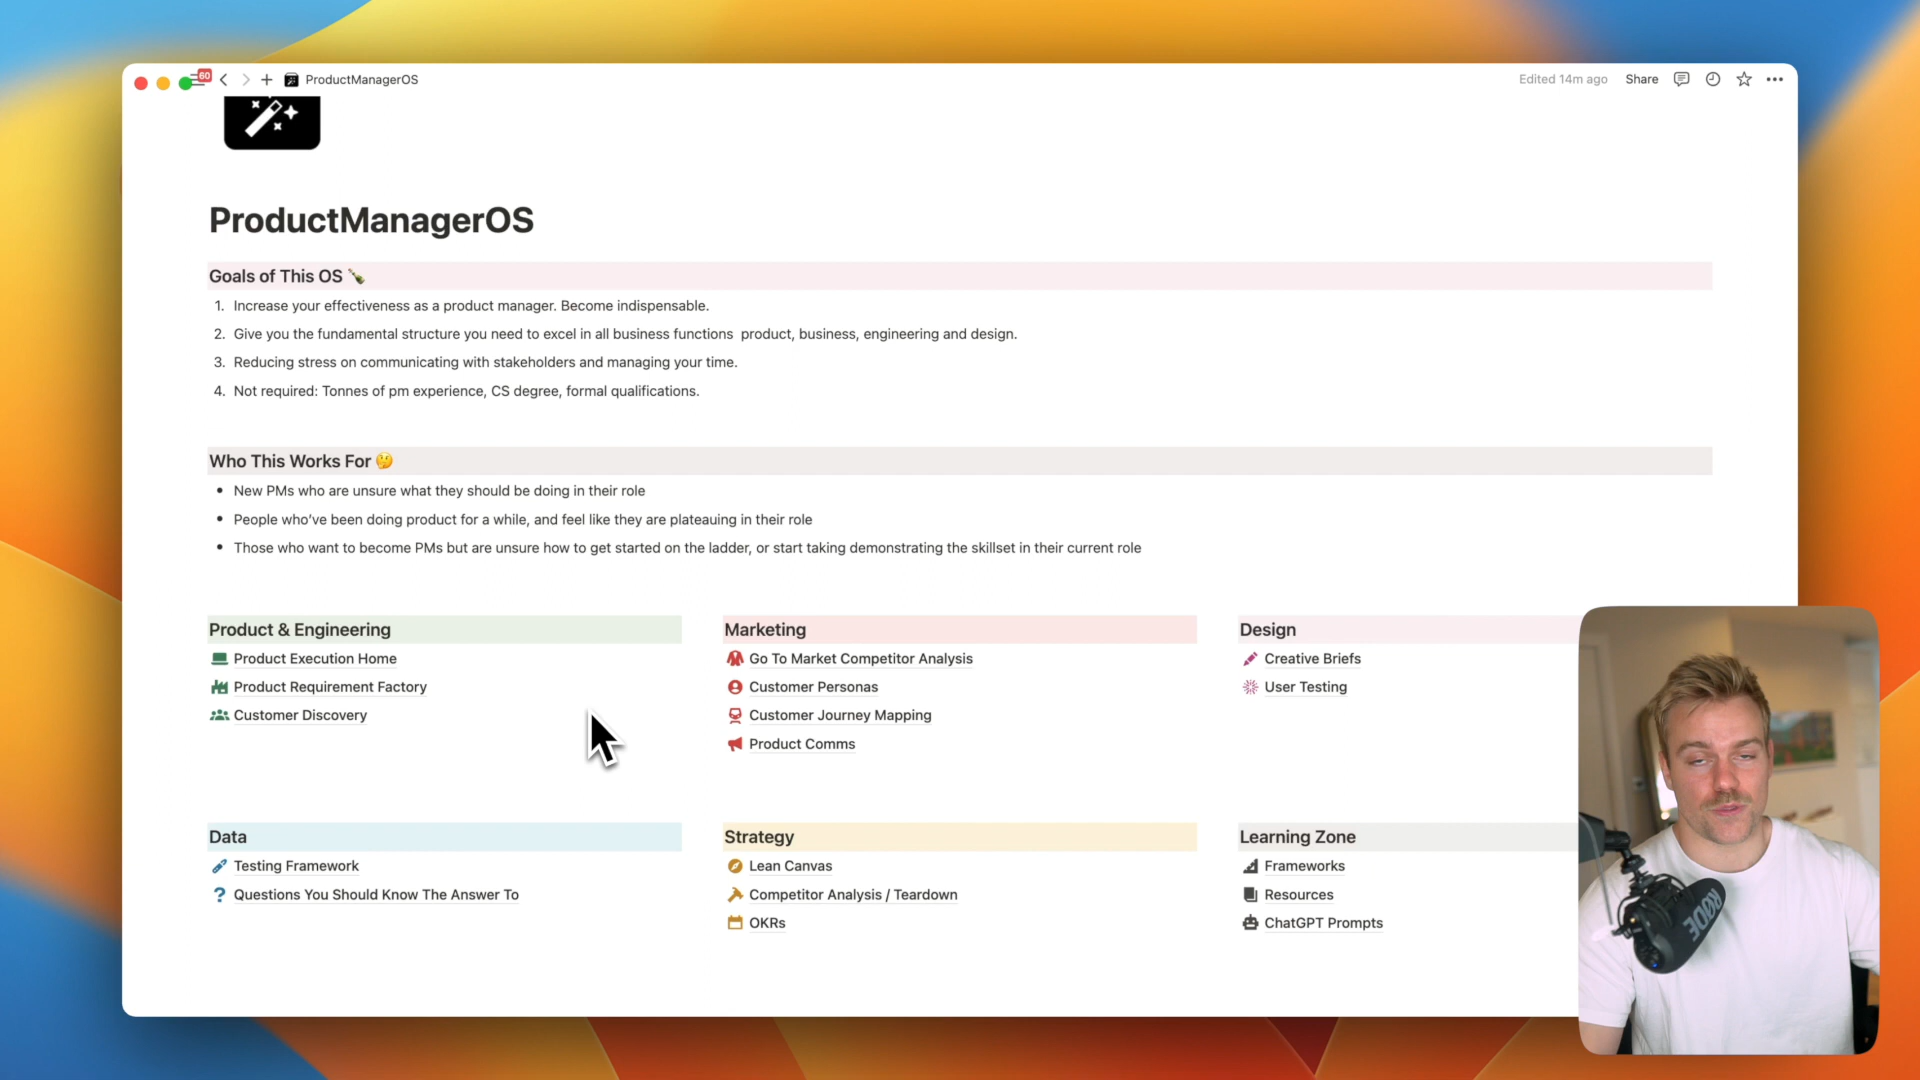 60
ProductManagerOS
Edited 14m ago
Share
ProductManagerOS
Goals of This OS
1. Increase your effectiveness as a product manager. Become indispensable.
2. Give you the fundamental structure you need to excel in all business functions  product, business, engineering and design.
3. Reducing stress on communicating with stakeholders and managing your time.
4. Not required: Tonnes of pm experience, CS degree, formal qualifications.
Who This Works For 🤔
• New PMs who are unsure what they should be doing in their role
• People who've been doing product for a while, and feel like they are plateauing in their role
• Those who want to become PMs but are unsure how to get started on the ladder, or start taking demonstrating the skillset in their current role
Product & Engineering
Product Execution Home
Product Requirement Factory
Customer Discovery
Marketing
Go To Market Competitor Analysis
Customer Personas
Customer Journey Mapping
Product Comms
Design
Creative Briefs
User Testing
Data
Testing Framework
? Questions You Should Know The Answer To
Strategy
Lean Canvas
Competitor Analysis / Teardown
OKRs
Learning Zone
Frameworks
Resources
ChatGPT Prompts
RØDE